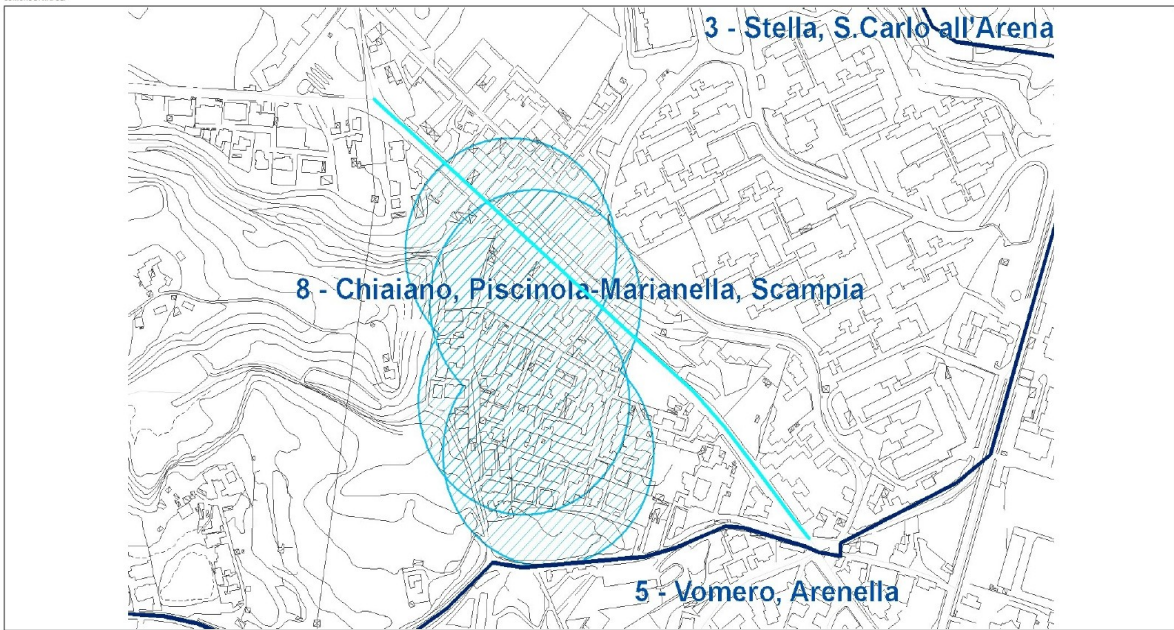 3 - Stella, S.Carlo all'Arena
8 - Chiaiano, Piscinola-Marianella, Scampia
5 - Vomero, Arenella